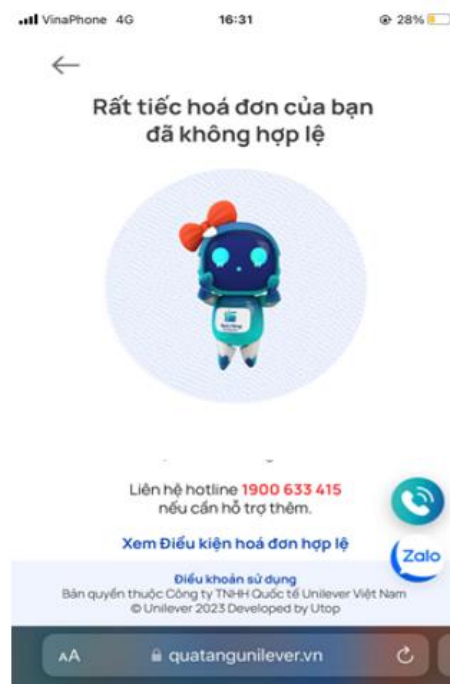 VinaPhone 4G 16:31 28%
Rất tiếc hoá đơn của bạn
đã không hợp lệ
Liên hệ hotline 1900 633 415
nếu cần hỗ trợ thêm.
Xem Điều kiện hoá đơn hợp lệ
Zalo
Điều khoản sử dụng
Bản quyền thuộc Công ty TNHH Quốc tế Unilever Việt Nam
© Unilever 2023 Developed by Utop
AA quatangunilever.vn